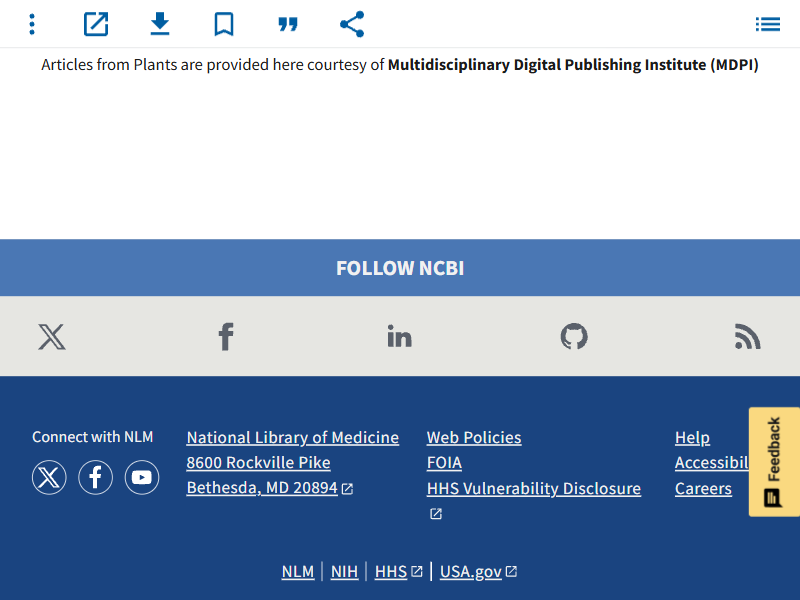 Articles from Plants are provided here courtesy of Multidisciplinary Digital Publishing Institute (MDPI)
FOLLOW NCBI
Connect with NLM
National Library of Medicine
8600 Rockville Pike
Bethesda, MD 20894
Web Policies
FOIA
HHS Vulnerability Disclosure
Help
Accessibil
Careers
Feedback
NLM | NIH | HHS | USA.gov